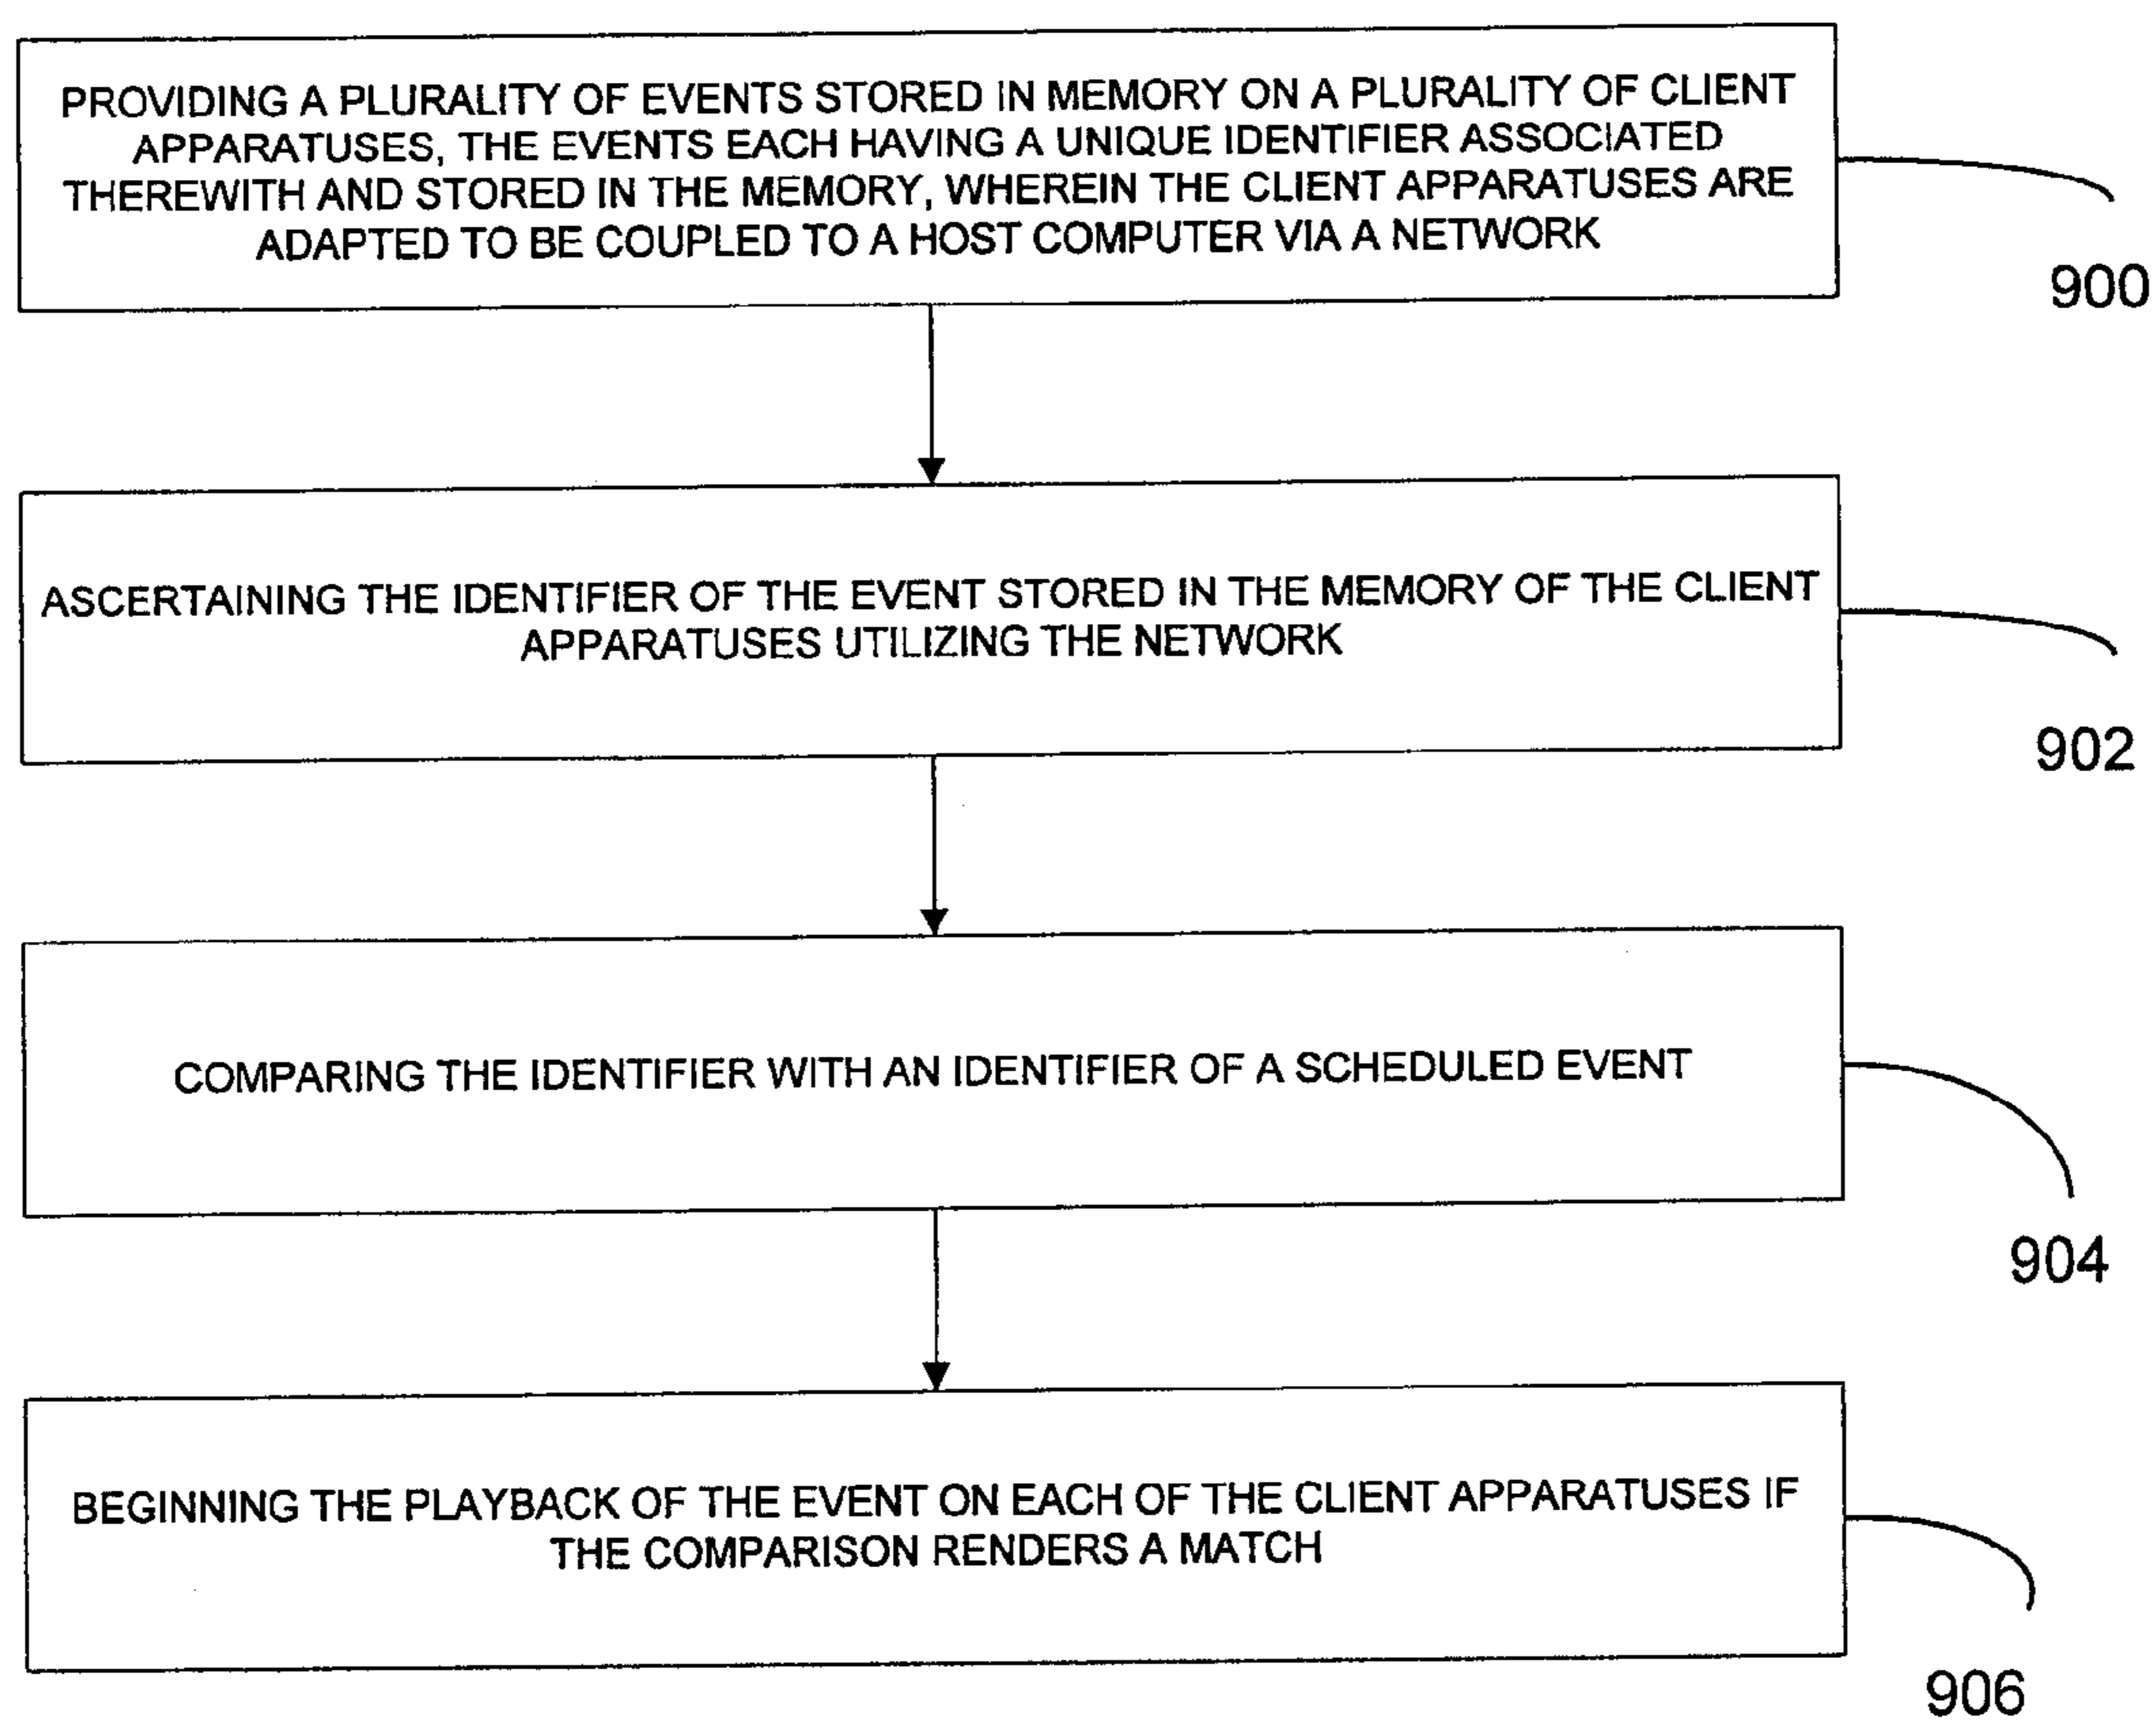 PROVIDING A PLURALITY OF EVENTS STORED IN MEMORY ON A PLURALITY OF CLIENT
APPARATUSES, THE EVENTS EACH HAVING A UNIQUE IDENTIFIER ASSOCIATED
THEREWITH AND STORED IN THE MEMORY, WHEREIN THE CLIENT APPARATUSES ARE
ADAPTED TO BE COUPLED TO A HOST COMPUTER VIA A NETWORK
900
ASCERTAINING THE IDENTIFIER OF THE EVENT STORED IN THE MEMORY OF THE CLIENT
APPARATUSES UTILIZING THE NETWORK
902
COMPARING THE IDENTIFIER WITH AN IDENTIFIER OF A SCHEDULED EVENT
904
BEGINNING THE PLAYBACK OF THE EVENT ON EACH OF THE CLIENT APPARATUSES IF
THE COMPARISON RENDERS A MATCH
906